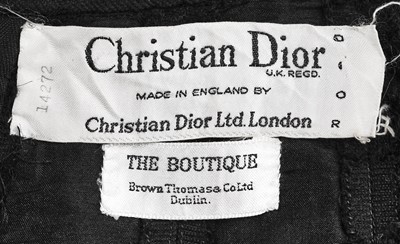 Christian Dior
U.K. REGD.
MADE IN ENGLAND BY
Christian Dior Ltd. London
DIOR
14272
THE BOUTIQUE
Brown Thomas & Co Ltd
Dublin.